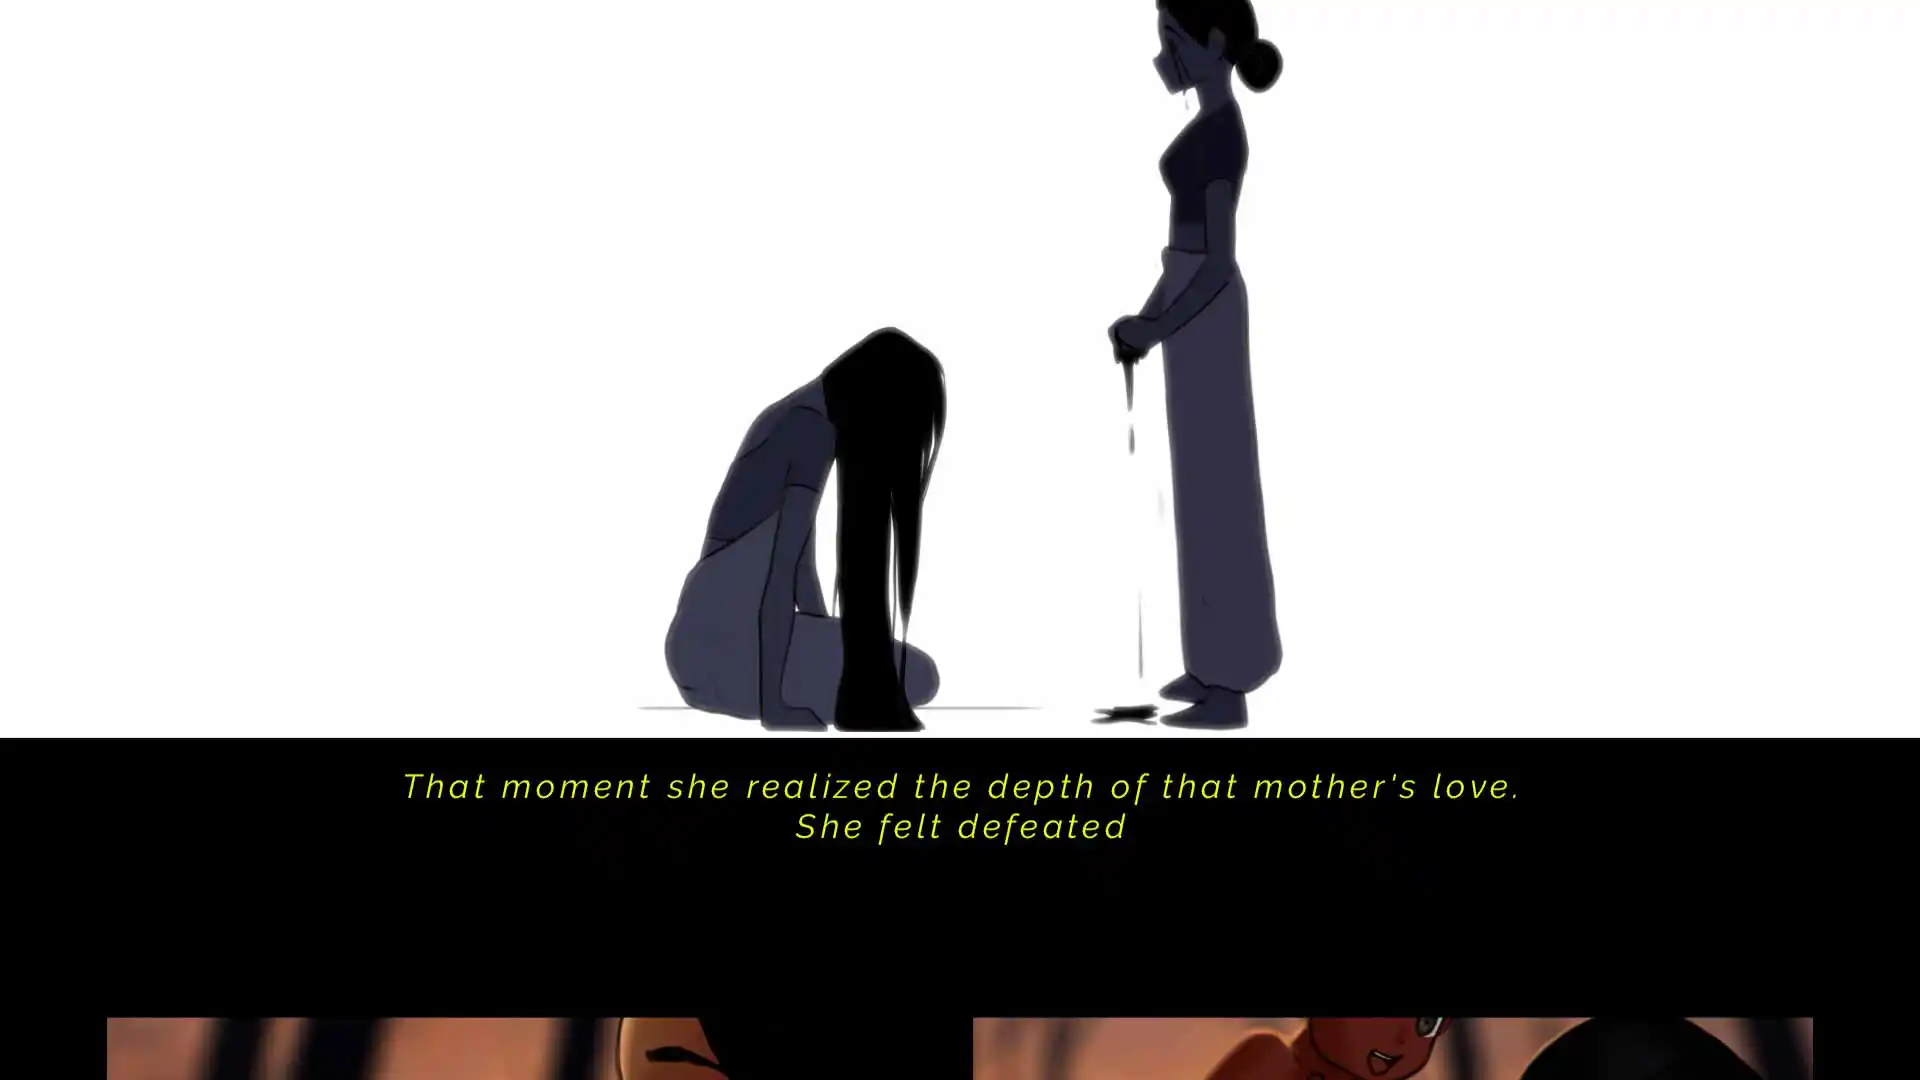 That moment she realized the depth of that mother's love.
She felt defeated